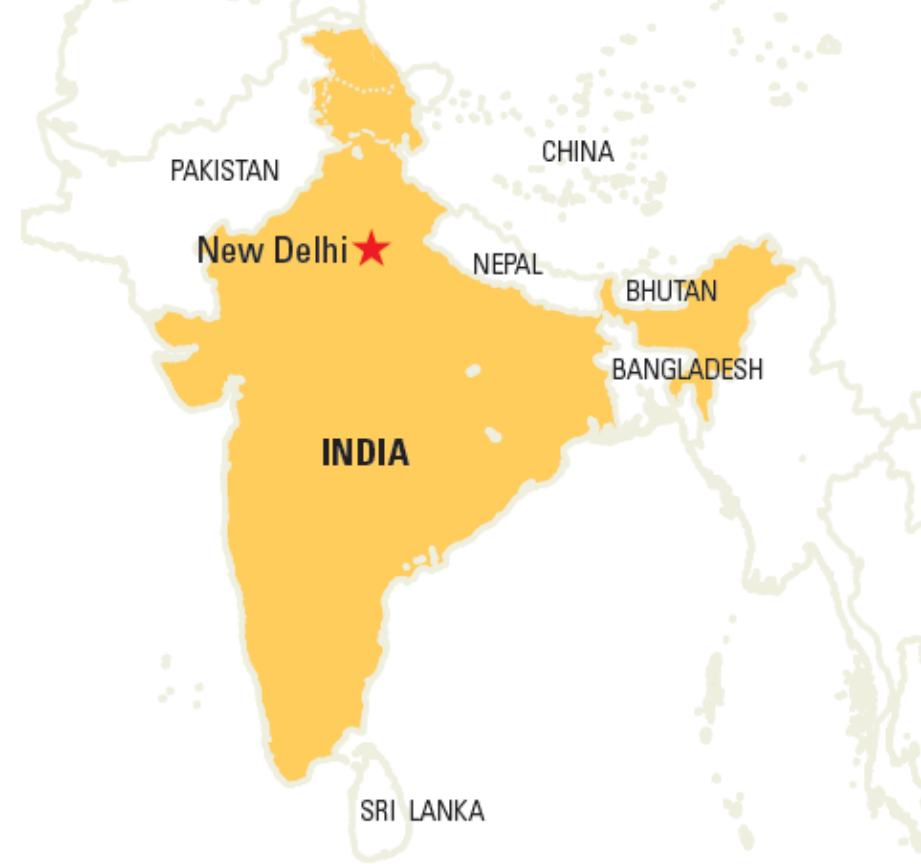 CHINA
PAKISTAN
New Delhi
NEPAL
BHUTAN
BANGLADESH
INDIA
SRI LANKA